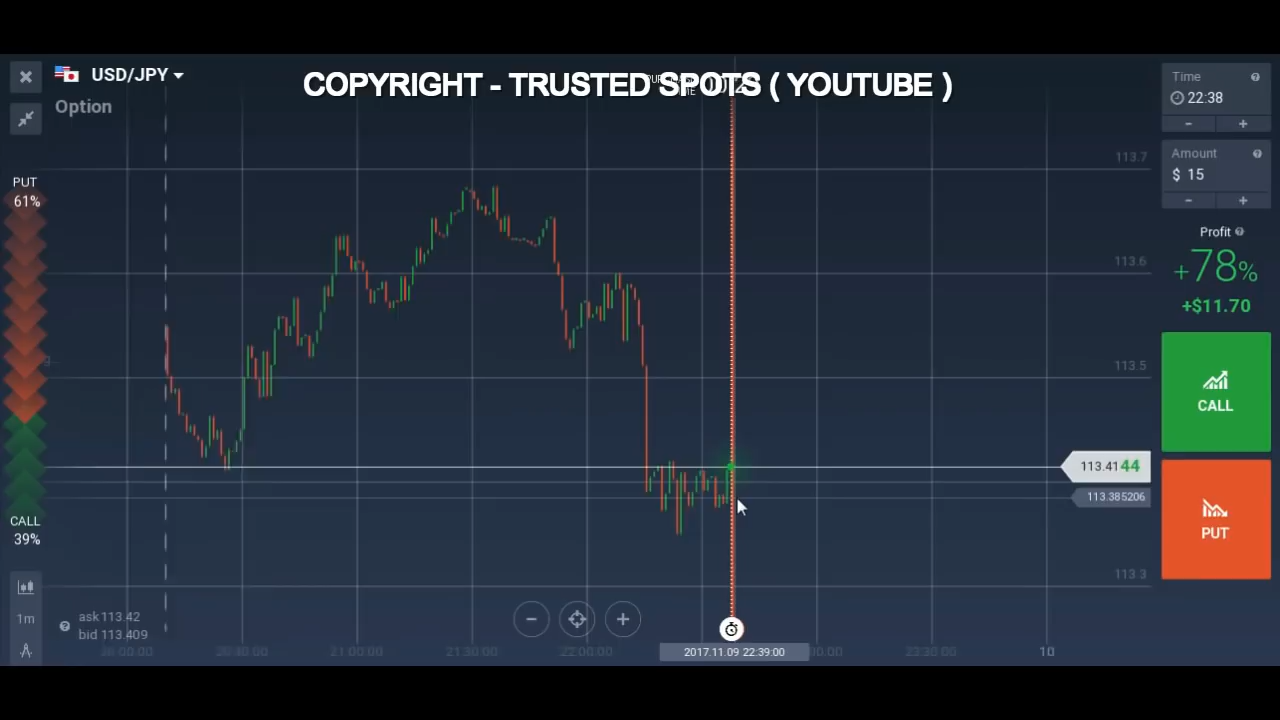 USD/JPY
COPYRIGHT - TRUSTED SPOTS ( YOUTUBE )
Option
Time
22:38
- +
Amount
$ 15
- +
PUT
61%
Profit
+78%
+$11.70
CALL
PUT
CALL
39%
113.7
113.6
113.5
113.4144
113.385206
113.3
1m
ask 113.42
bid 113.409
20:40:00
21:00:00
21:30:00
22:00:00
2017.11.09 22:39:00
23:30:00
10